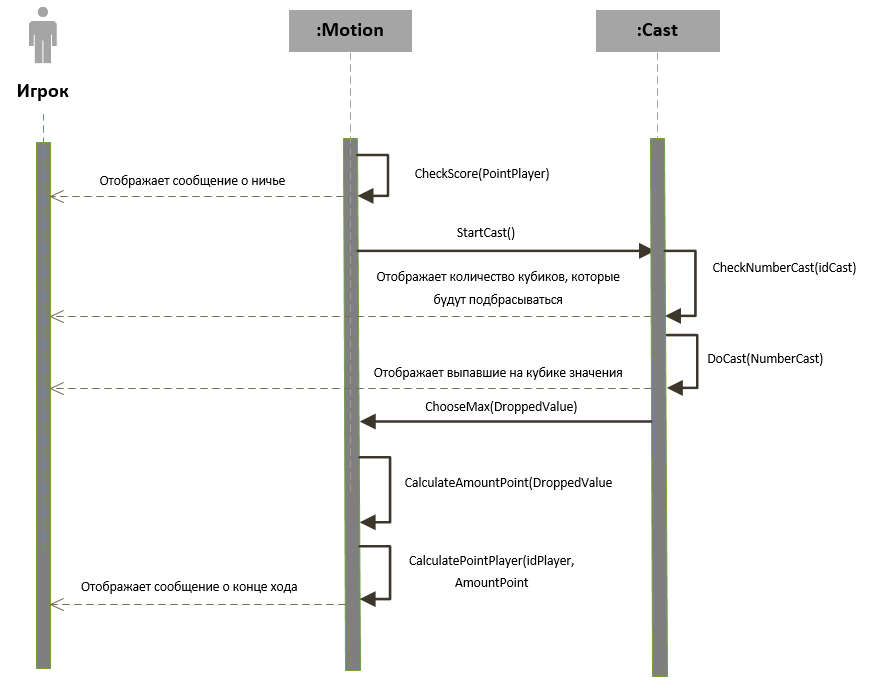 :Motion
:Cast
Игрок
CheckScore(PointPlayer)
Отображает сообщение о ничье
StartCast()
CheckNumberCast(idCast)
Отображает количество кубиков, которые
будут подбрасываться
DoCast(NumberCast)
Отображает выпавшие на кубике значения
ChooseMax(DroppedValue)
CalculateAmountPoint(DroppedValue
CalculatePointPlayer(idPlayer,
AmountPoint
Отображает сообщение о конце хода